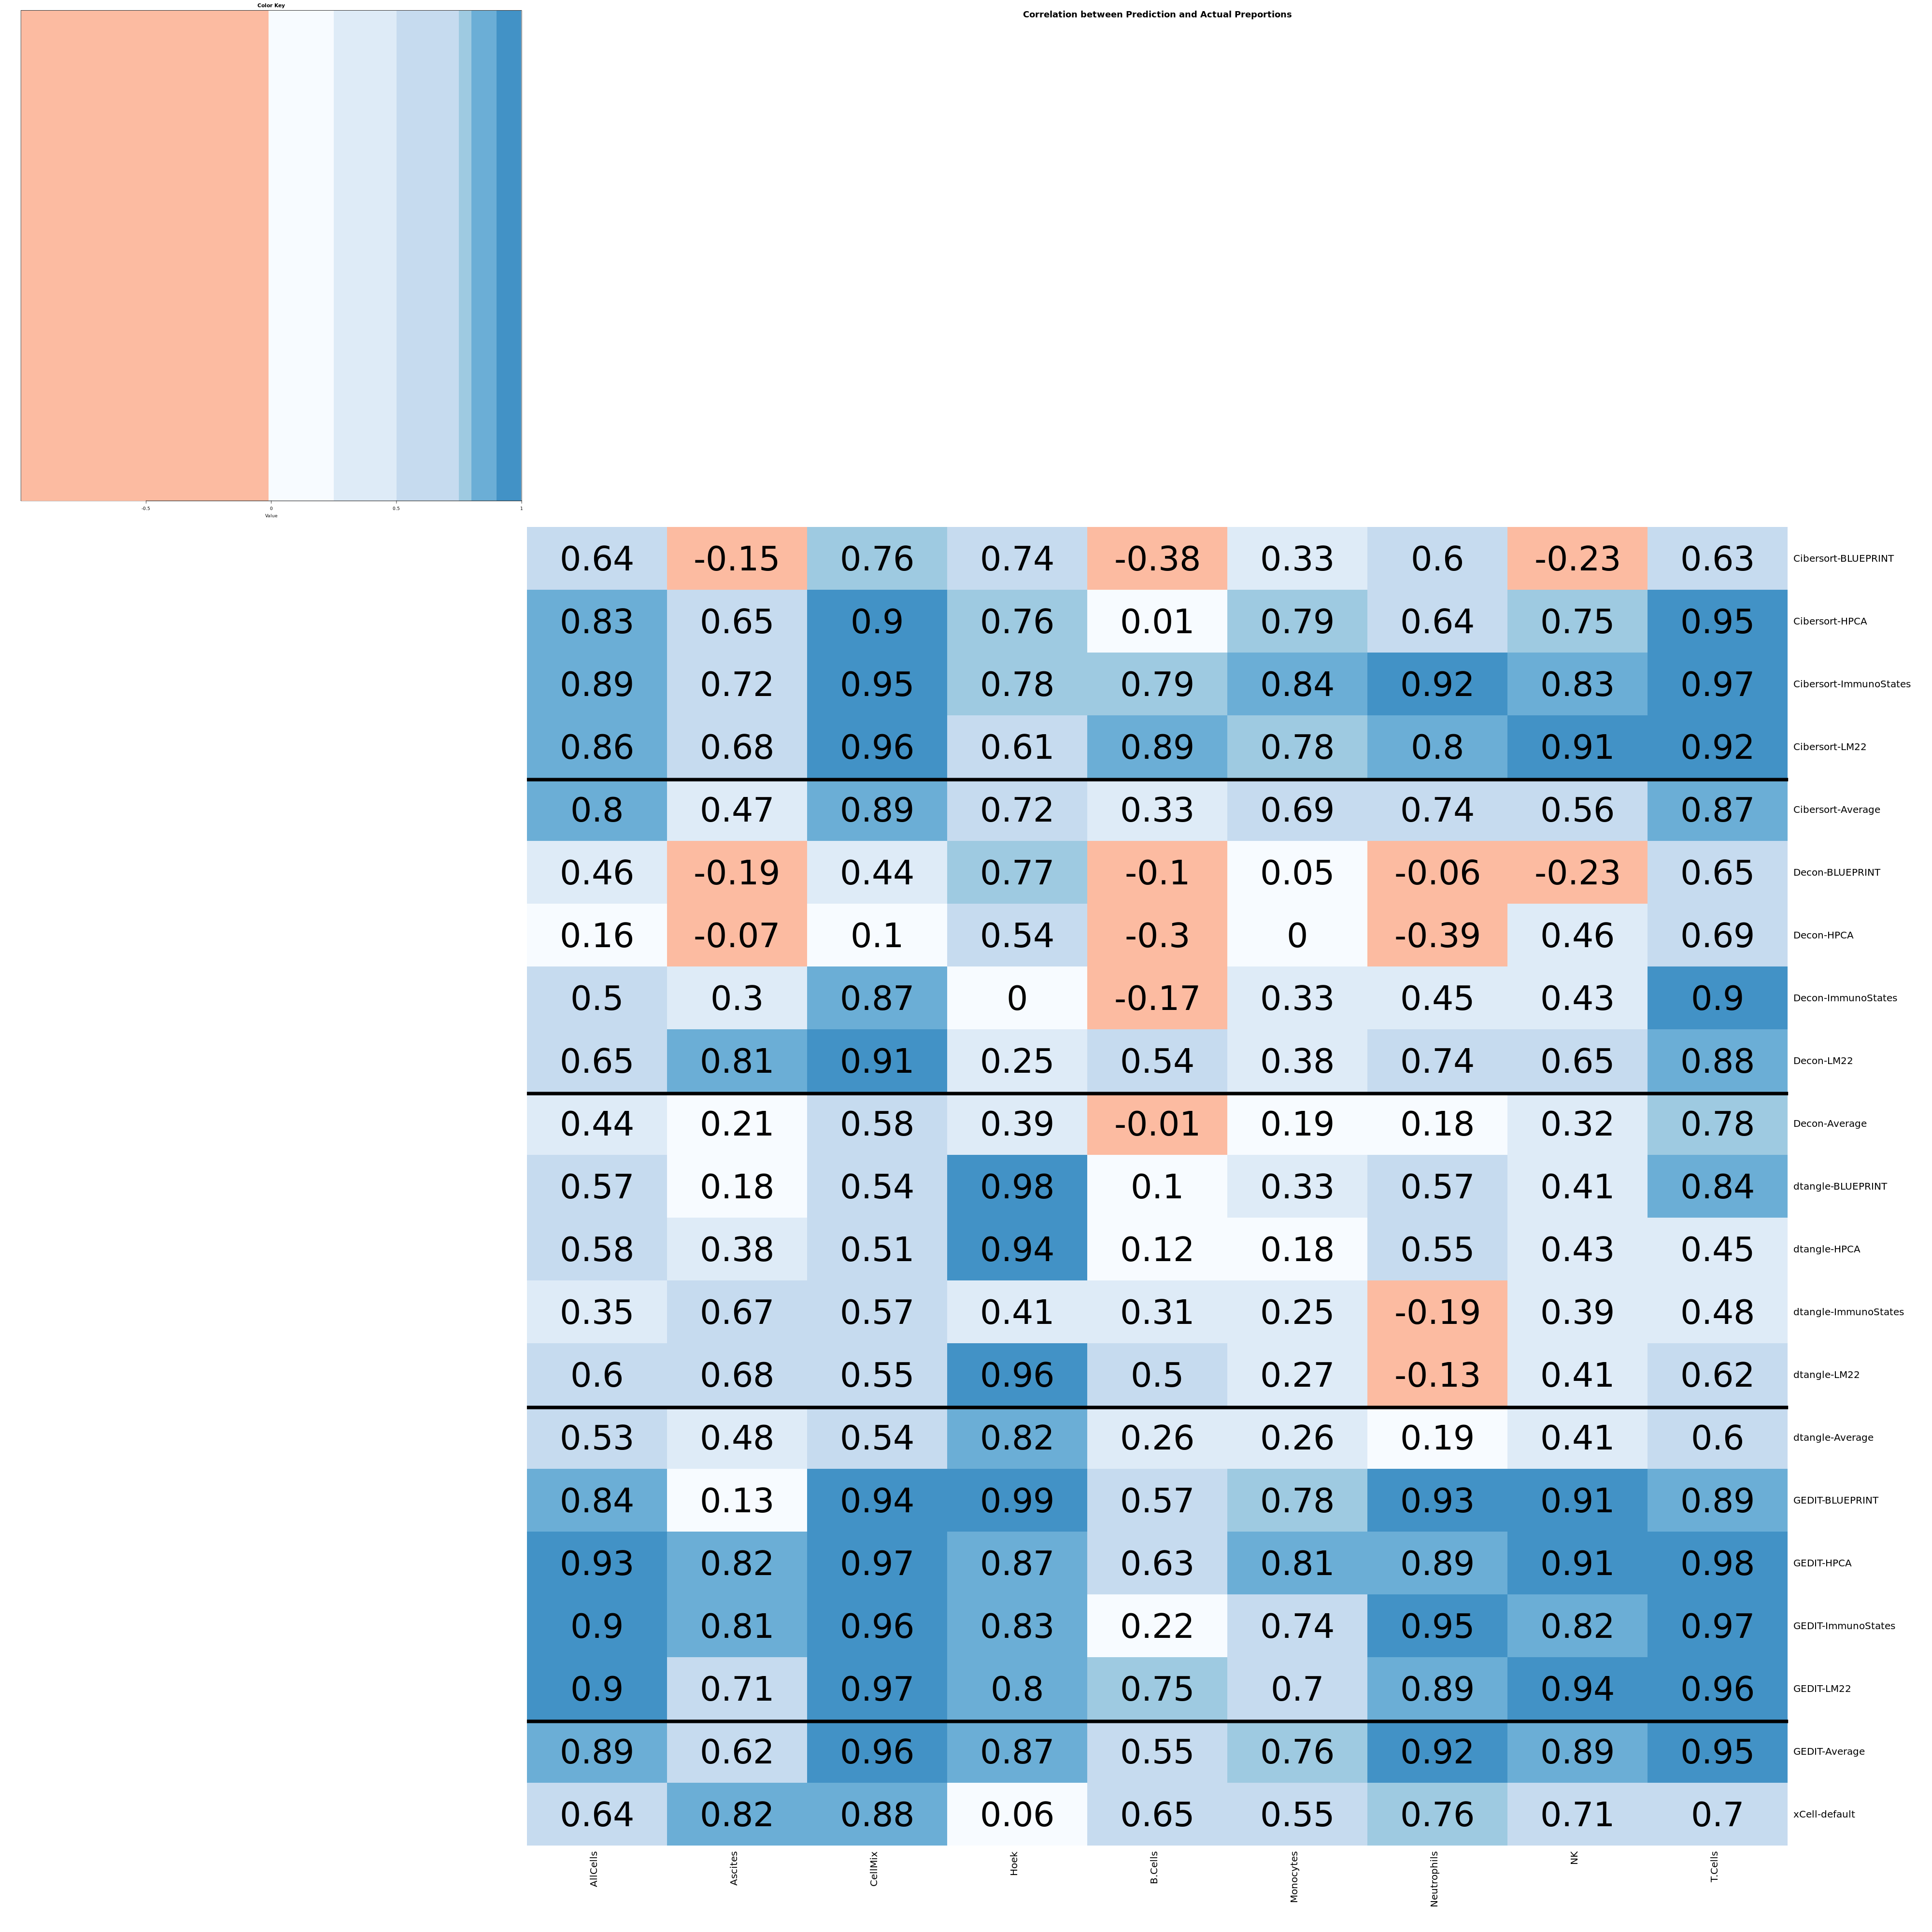 Color Key
Correlation between Prediction and Actual Preportions
-0.5 0 0.5 1
Value
0.64 -0.15 0.76 0.74 -0.38 0.33 0.6 -0.23 0.63 Cibersort-BLUEPRINT
0.83 0.65 0.9 0.76 0.01 0.79 0.64 0.75 0.95 Cibersort-HPCA
0.89 0.72 0.95 0.78 0.79 0.84 0.92 0.83 0.97 Cibersort-ImmunoStates
0.86 0.68 0.96 0.61 0.89 0.78 0.8 0.91 0.92 Cibersort-LM22
0.8 0.47 0.89 0.72 0.33 0.69 0.74 0.56 0.87 Cibersort-Average
0.46 -0.19 0.44 0.77 -0.1 0.05 -0.06 -0.23 0.65 Decon-BLUEPRINT
0.16 -0.07 0.1 0.54 -0.3 0 -0.39 0.46 0.69 Decon-HPCA
0.5 0.3 0.87 0 -0.17 0.33 0.45 0.43 0.9 Decon-ImmunoStates
0.65 0.81 0.91 0.25 0.54 0.38 0.74 0.65 0.88 Decon-LM22
0.44 0.21 0.58 0.39 -0.01 0.19 0.18 0.32 0.78 Decon-Average
0.57 0.18 0.54 0.98 0.1 0.33 0.57 0.41 0.84 dtangle-BLUEPRINT
0.58 0.38 0.51 0.94 0.12 0.18 0.55 0.43 0.45 dtangle-HPCA
0.35 0.67 0.57 0.41 0.31 0.25 -0.19 0.39 0.48 dtangle-ImmunoStates
0.6 0.68 0.55 0.96 0.5 0.27 -0.13 0.41 0.62 dtangle-LM22
0.53 0.48 0.54 0.82 0.26 0.26 0.19 0.41 0.6 dtangle-Average
0.84 0.13 0.94 0.99 0.57 0.78 0.93 0.91 0.89 GEDIT-BLUEPRINT
0.93 0.82 0.97 0.87 0.63 0.81 0.89 0.91 0.98 GEDIT-HPCA
0.9 0.81 0.96 0.83 0.22 0.74 0.95 0.82 0.97 GEDIT-ImmunoStates
0.9 0.71 0.97 0.8 0.75 0.7 0.89 0.94 0.96 GEDIT-LM22
0.89 0.62 0.96 0.87 0.55 0.76 0.92 0.89 0.95 GEDIT-Average
0.64 0.82 0.88 0.06 0.65 0.55 0.76 0.71 0.7 xCell-default
AllCells Ascites CellMix Hoek B.Cells Monocytes Neutrophils NK T.Cells